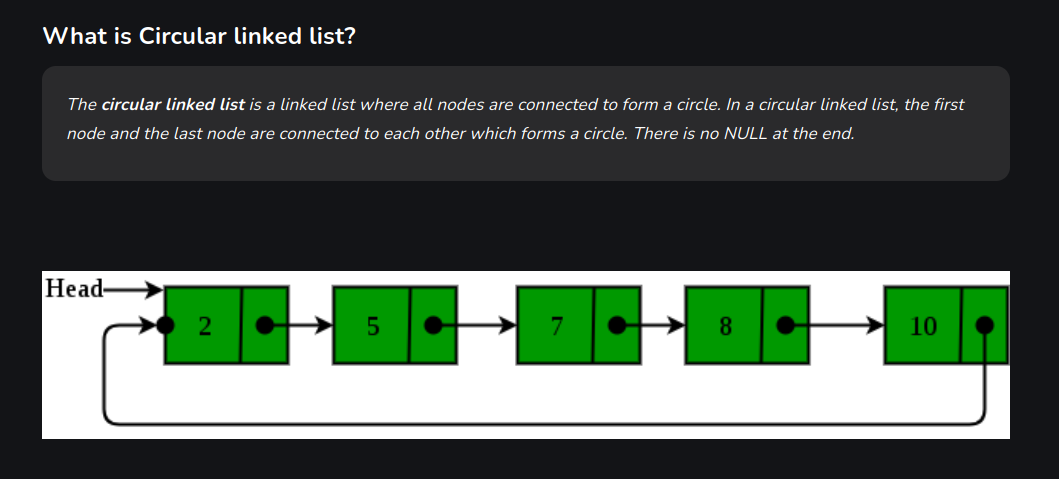 What is Circular linked list?
The circular linked list is a linked list where all nodes are connected to form a circle. In a circular linked list, the first
node and the last node are connected to each other which forms a circle. There is no NULL at the end.
Head
2 5 7 8 10